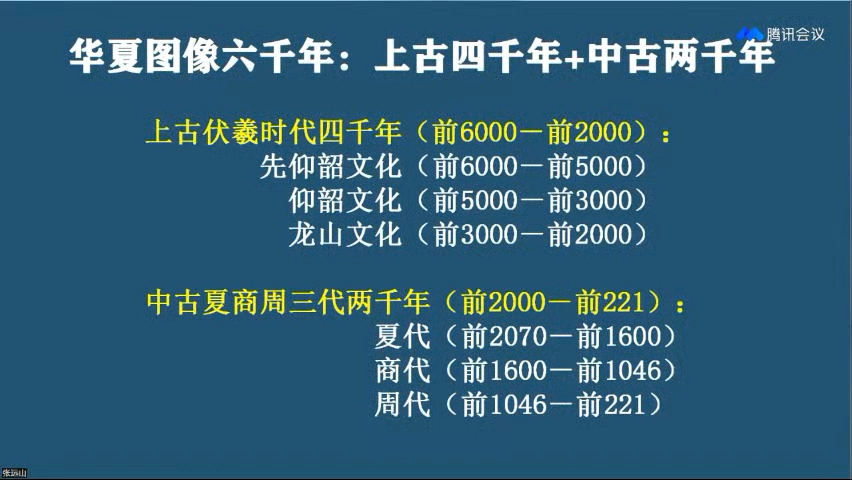 腾讯会议
华夏图像六千年：上古四千年+中古两千年
上古伏羲时代四千年（前6000－前2000）：
先仰韶文化（前6000－前5000）
仰韶文化（前5000－前3000）
龙山文化（前3000－前2000）
中古夏商周三代两千年（前2000－前221）：
夏代（前2070－前1600）
商代（前1600－前1046）
周代（前1046－前221）
张远山